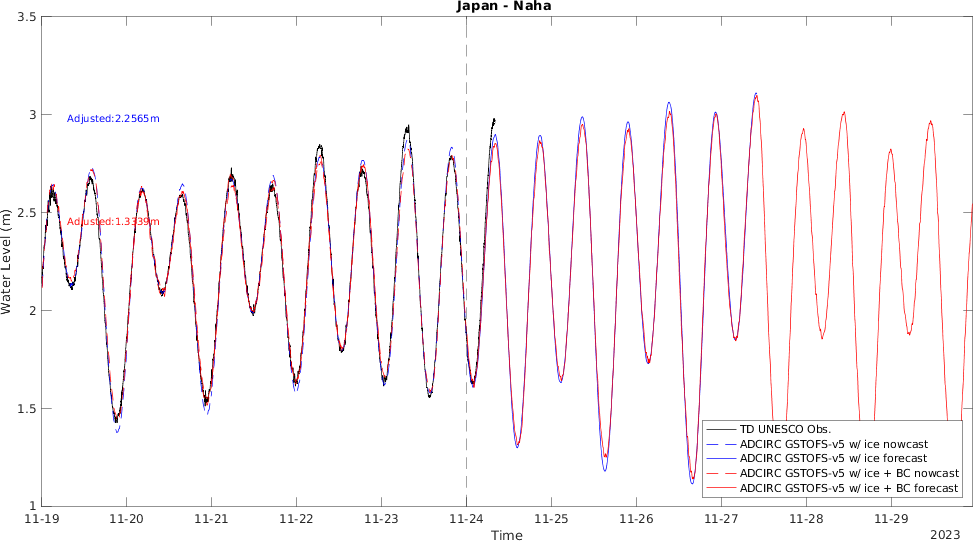 Japan - Naha
3.5
3
2.5
2
1.5
1
Water Level (m)
Adjusted:2.2565m
Adjusted:1.3339m
TD UNESCO Obs.
ADCIRC GSTOFS-v5 w/ ice nowcast
ADCIRC GSTOFS-v5 w/ ice forecast
ADCIRC GSTOFS-v5 w/ ice + BC nowcast
ADCIRC GSTOFS-v5 w/ ice + BC forecast
11-19 11-20 11-21 11-22 11-23 11-24 11-25 11-26 11-27 11-28 11-29
Time
2023